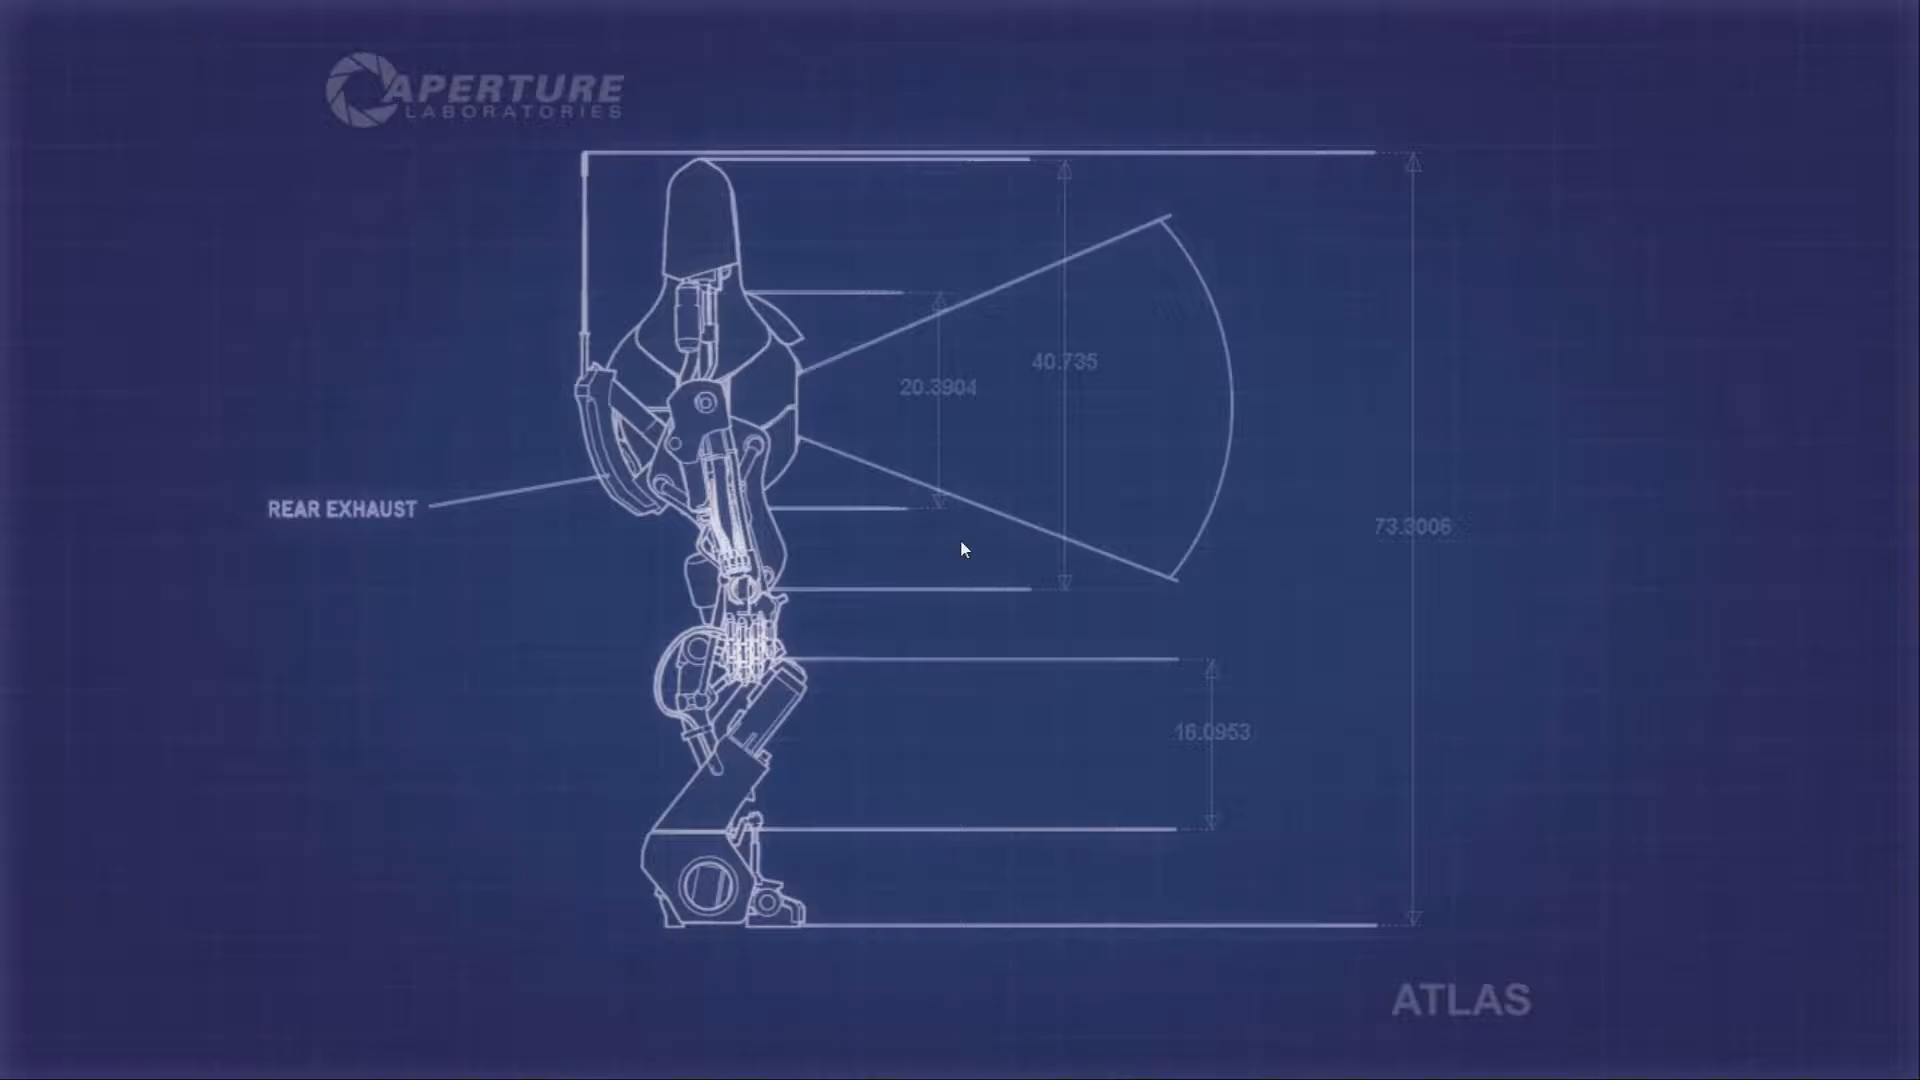 APERTURE
LABORATORIES
40.735
20.3904
REAR EXHAUST
73.3006
16.0953
ATLAS